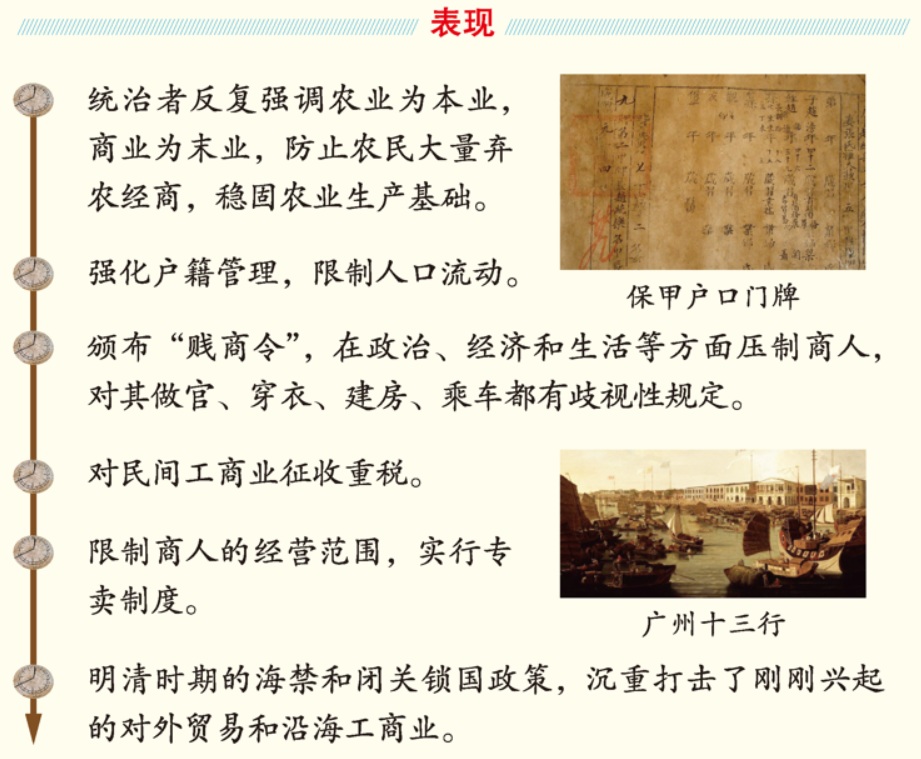 表现
统治者反复强调农业为本业，
商业为末业，防止农民大量弃
农经商，稳固农业生产基础。
保甲户口门牌
强化户籍管理，限制人口流动。
颁布“贱商令”，在政治、经济和生活等方面压制商人，
对其做官、穿衣、建房、乘车都有歧视性规定。
对民间工商业征收重税。
限制商人的经营范围，实行专
卖制度。
广州十三行
明清时期的海禁和闭关锁国政策，沉重打击了刚刚兴起
的对外贸易和沿海工商业。